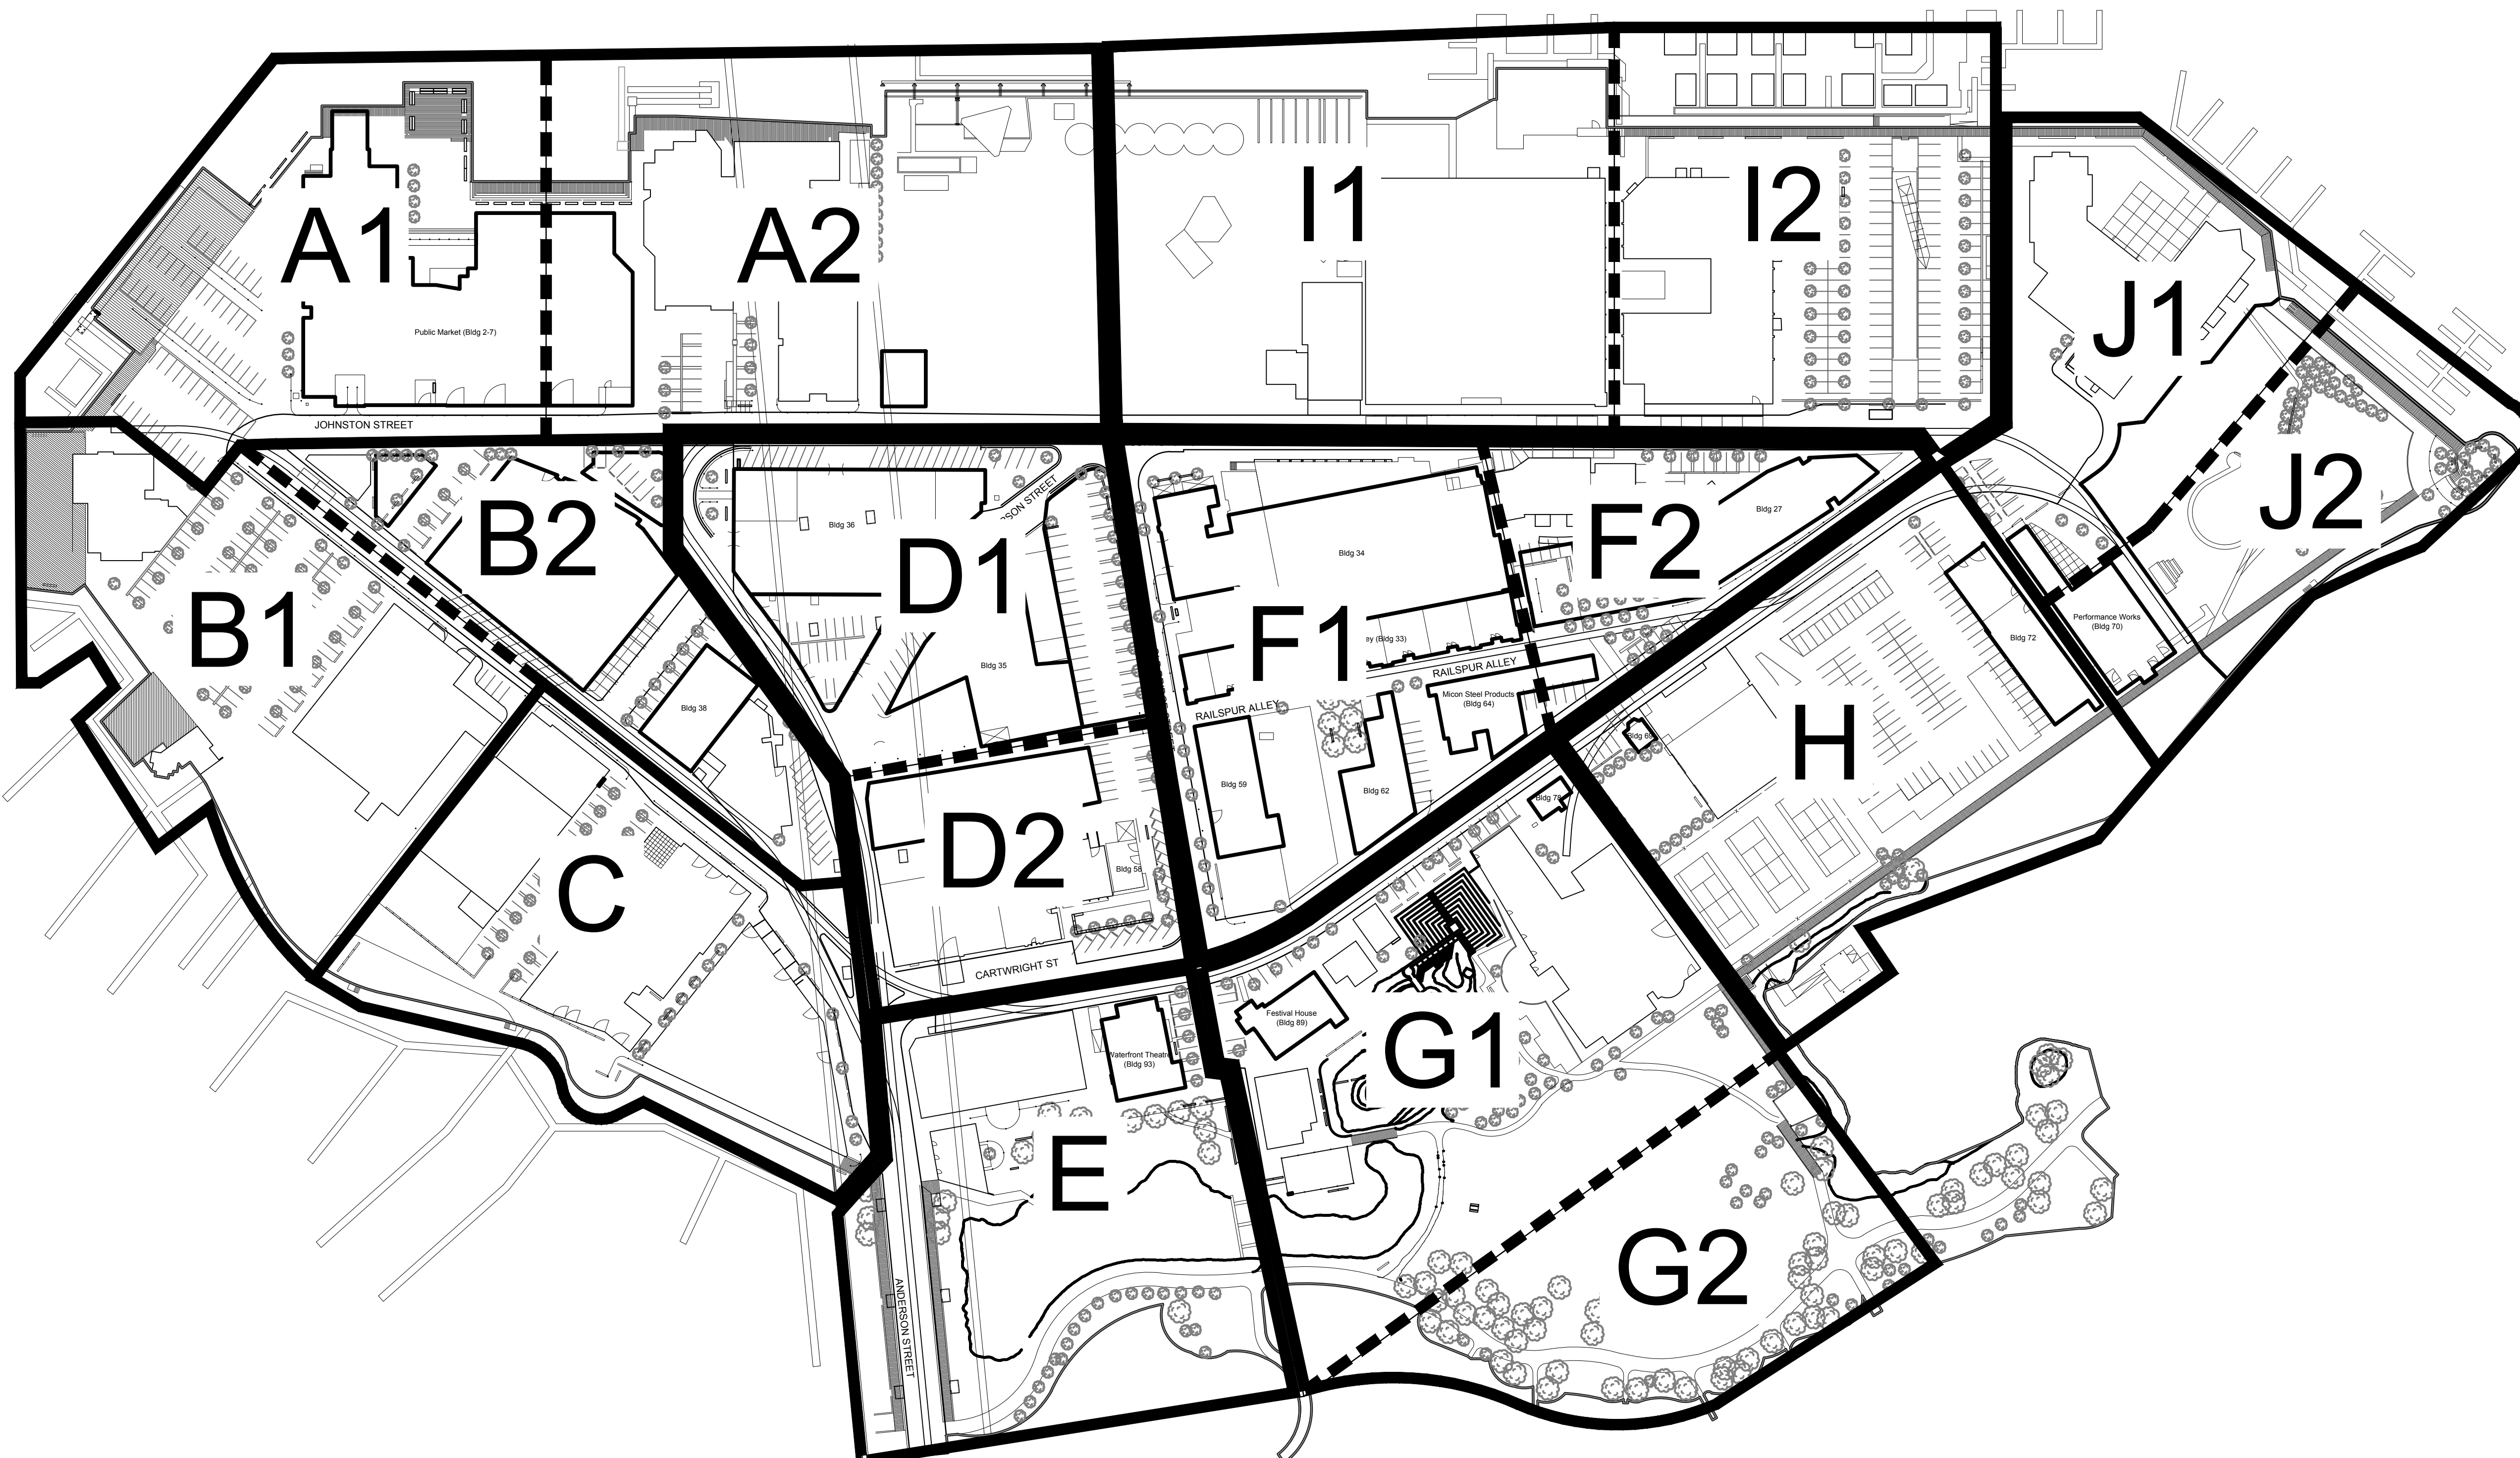 A1
A2
I1
I2
J1
Public Market (Bldg 2-7)
JOHNSTON STREET
B1
B2
Bldg 36
D1
Bldg 35
Bldg 38
Bldg 34
F1
F2
Bldg 27
RAILSPUR ALLEY
RAILSPUR ALLEY
Micon Steel Products
(Bldg 64)
J2
Performance Works
(Bldg 70)
Bldg 72
H
C
D2
Bldg 58
Bldg 59
Bldg 62
Bldg 78
CARTWRIGHT ST
Festival House
(Bldg 89)
Waterfront Theatre
(Bldg 93)
G1
E
G2
ANDERSON STREET